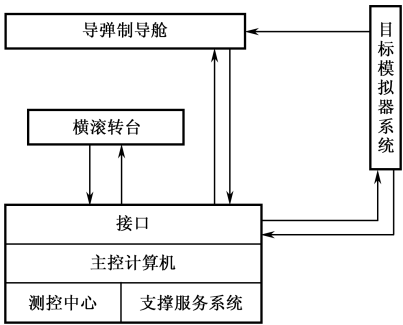 导弹制导舱
目标模拟器系统
横滚转台
接口
主控计算机
测控中心
支撑服务系统